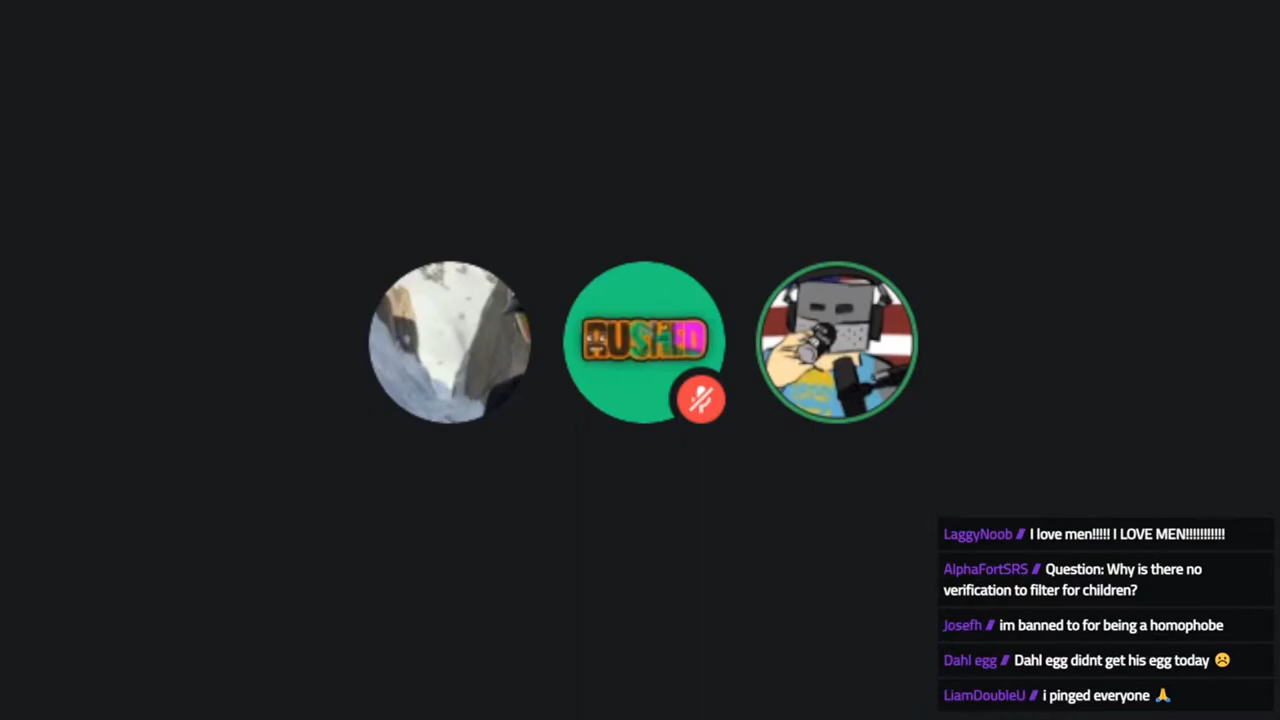 RUSHED
LaggyNoob // I love men!!!!! I LOVE MEN!!!!!!!!!!!
AlphaFortSRS // Question: Why is there no
verification to filter for children?
Josefh // im banned to for being a homophobe
Dahl egg // Dahl egg didnt get his egg today ☹️
LiamDoubleU // i pinged everyone 🙏